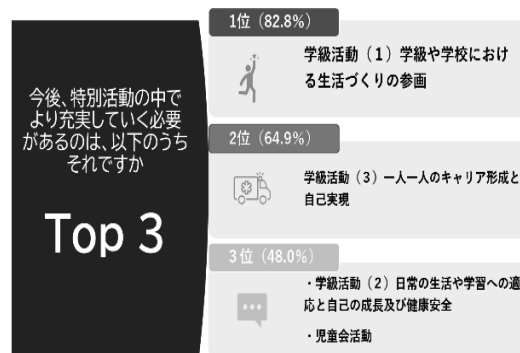 今後、特別活動の中で
より充実していく必要
があるのは、以下のうち
それですか
Top 3
1位（82.8%）
学級活動（１）学級や学校におけ
る生活づくりの参画
2位（64.9%）
学級活動（３）一人一人のキャリア形成と
自己実現
３位（48.0%）
・学級活動（２）日常の生活や学習への適
応と自己の成長及び健康安全
・児童会活動